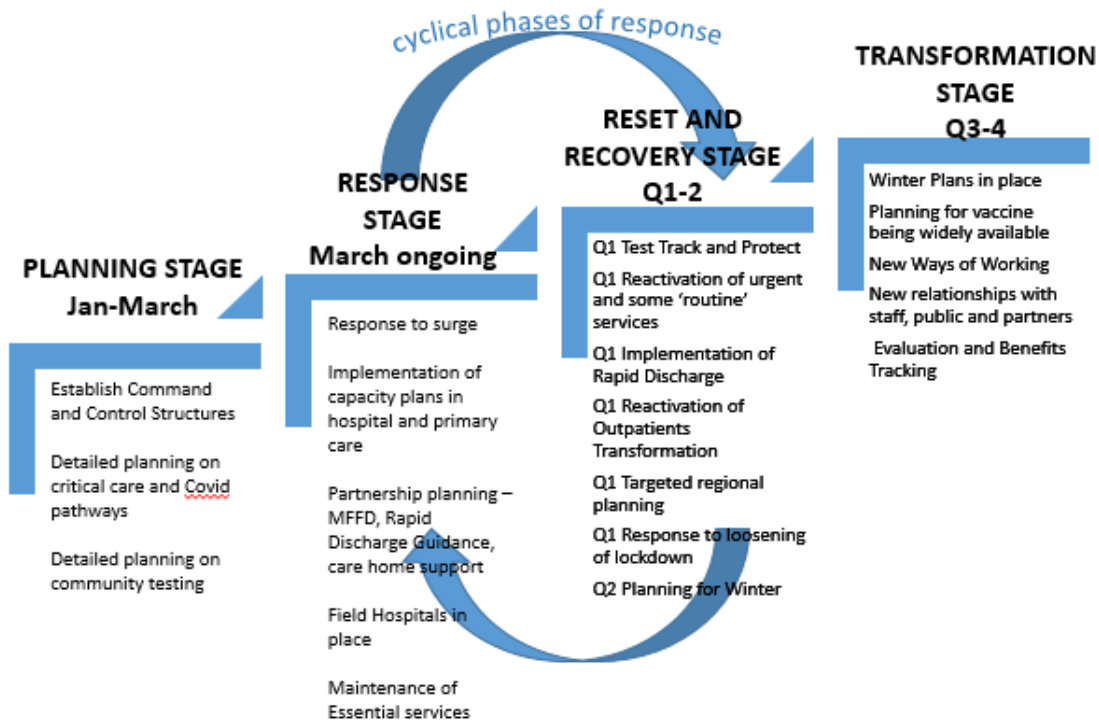 cyclical phases of response
PLANNING STAGE
Jan-March
Establish Command
and Control Structures
Detailed planning on
critical care and Covid
pathways
Detailed planning on
community testing
RESPONSE
STAGE
March ongoing
Response to surge
Implementation of
capacity plans in
hospital and primary
care
Partnership planning –
MFFD, Rapid
Discharge Guidance,
care home support
Field Hospitals in
place
Maintenance of
Essential services
RESET AND
RECOVERY STAGE
Q1-2
Q1 Test Track and Protect
Q1 Reactivation of urgent
and some ‘routine’
services
Q1 Implementation of
Rapid Discharge
Q1 Reactivation of
Outpatients
Transformation
Q1 Targeted regional
planning
Q1 Response to loosening
of lockdown
Q2 Planning for Winter
TRANSFORMATION
STAGE
Q3-4
Winter Plans in place
Planning for vaccine
being widely available
New Ways of Working
New relationships with
staff, public and partners
Evaluation and Benefits
Tracking